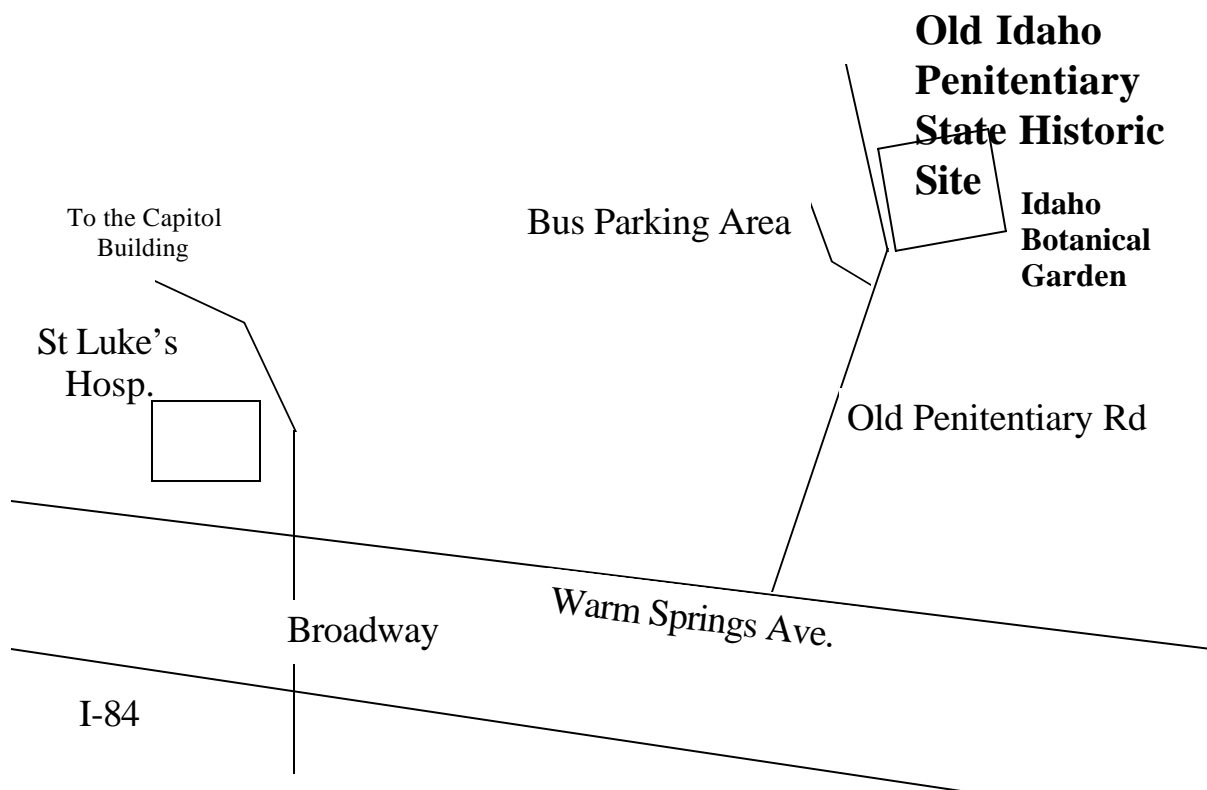 Old Idaho
Penitentiary
State Historic
Site
Idaho
Botanical
Garden
Bus Parking Area
To the Capitol
Building
St Luke’s
Hosp.
Old Penitentiary Rd
Warm Springs Ave.
Broadway
I-84